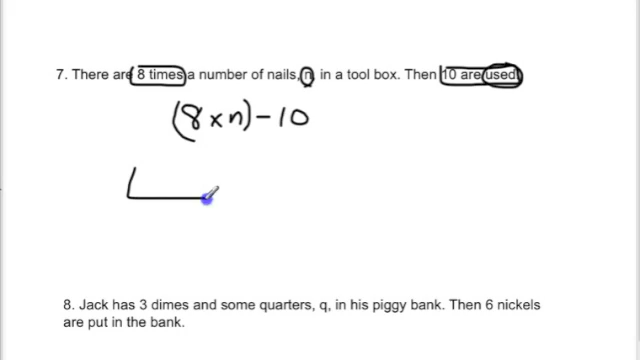 7. There are 8 times a number of nails, n, in a tool box. Then 10 are used.
(8 x n) - 10
8. Jack has 3 dimes and some quarters, q, in his piggy bank. Then 6 nickels
are put in the bank.